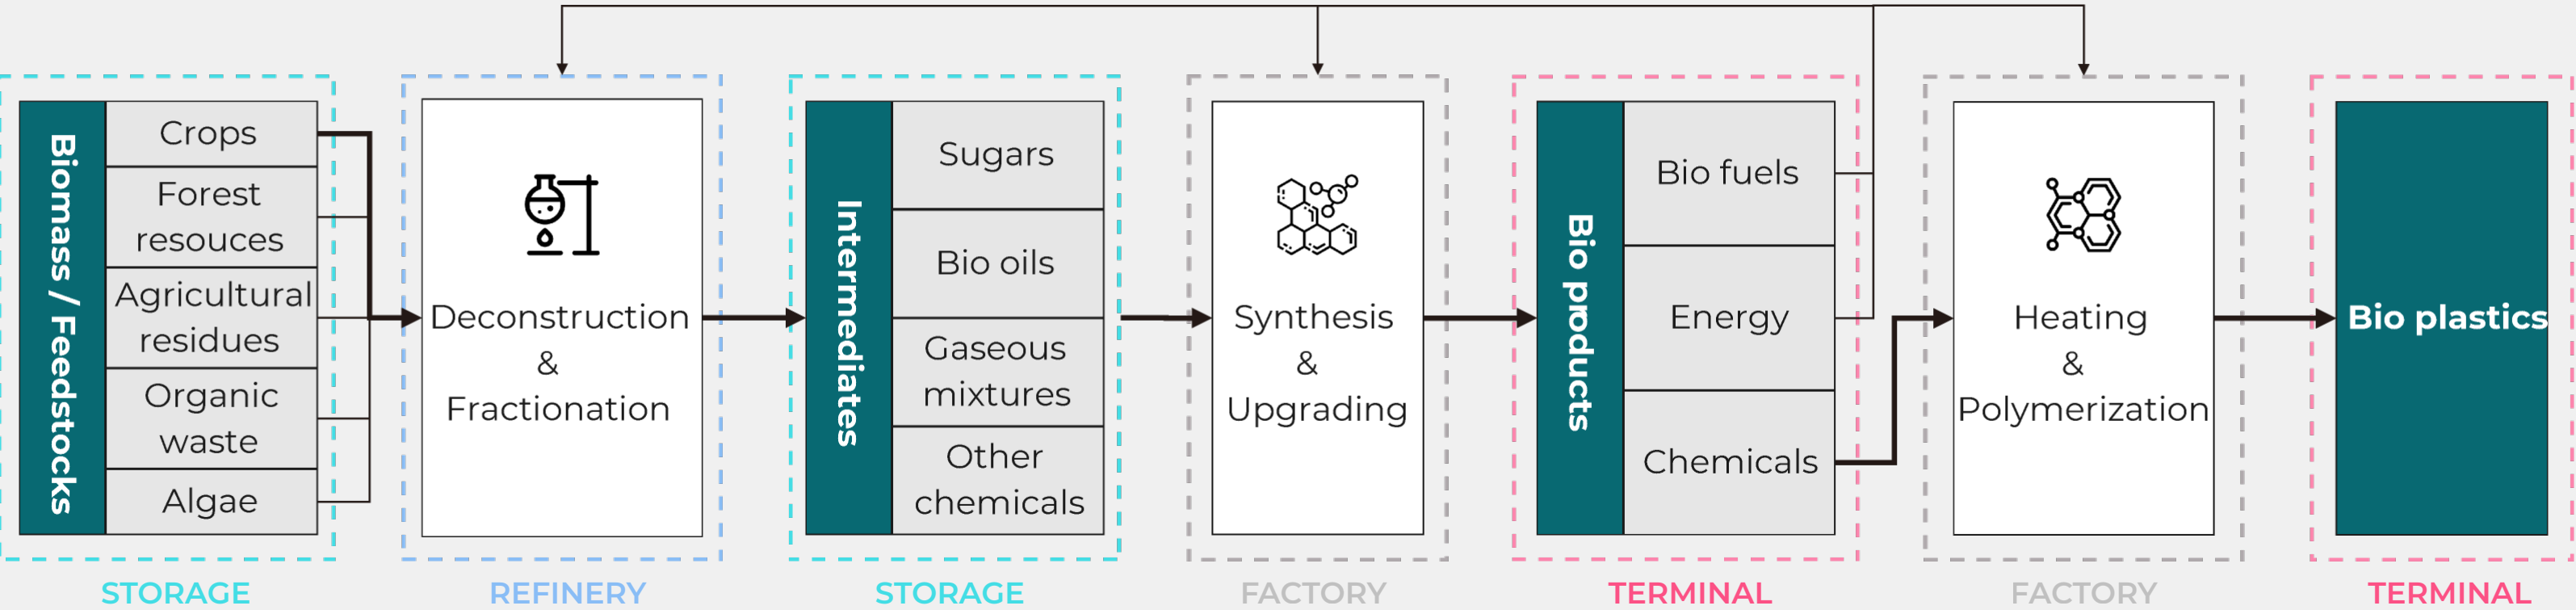 Biomass / Feedstocks
Crops
Forest
resouces
Agricultural
residues
Organic
waste
Algae
STORAGE
Deconstruction
&
Fractionation
REFINERY
Intermediates
Sugars
Bio oils
Gaseous
mixtures
Other
chemicals
STORAGE
Synthesis
&
Upgrading
FACTORY
Bio products
Bio fuels
Energy
Chemicals
TERMINAL
Heating
&
Polymerization
FACTORY
Bio plastics
TERMINAL